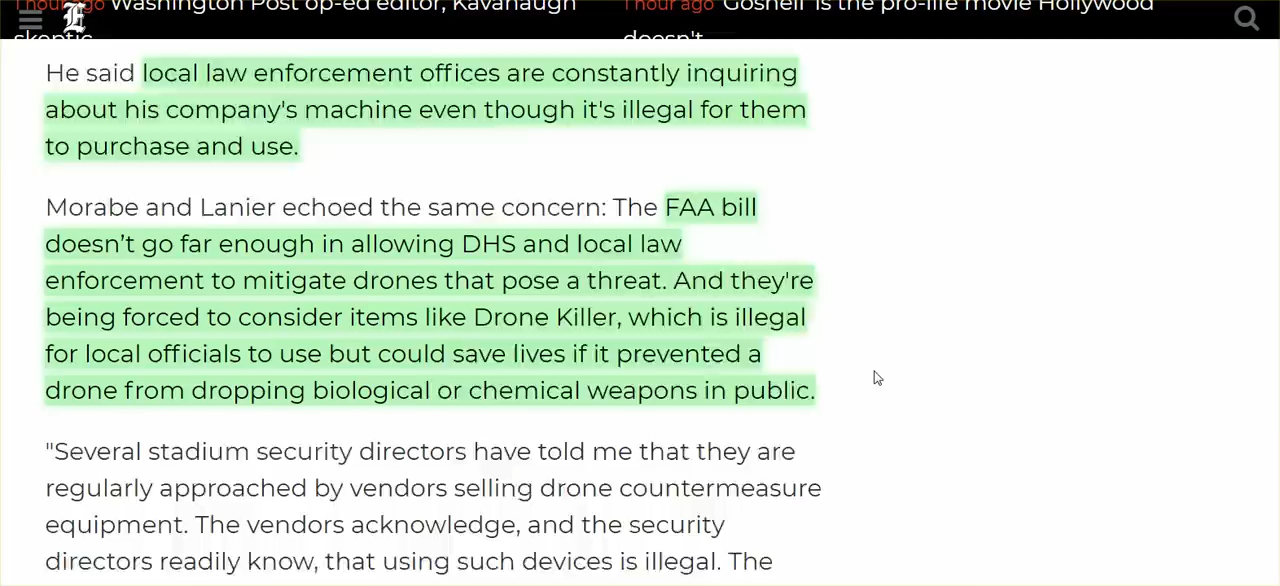 1 hour ago Washington Post op-ed editor, Kavanaugh
skeptic
1 hour ago 'Gosnell' is the pro-life movie Hollywood
doesn't
E
He said local law enforcement offices are constantly inquiring
about his company's machine even though it's illegal for them
to purchase and use.
Morabe and Lanier echoed the same concern: The FAA bill
doesn’t go far enough in allowing DHS and local law
enforcement to mitigate drones that pose a threat. And they're
being forced to consider items like Drone Killer, which is illegal
for local officials to use but could save lives if it prevented a
drone from dropping biological or chemical weapons in public.
"Several stadium security directors have told me that they are
regularly approached by vendors selling drone countermeasure
equipment. The vendors acknowledge, and the security
directors readily know, that using such devices is illegal. The